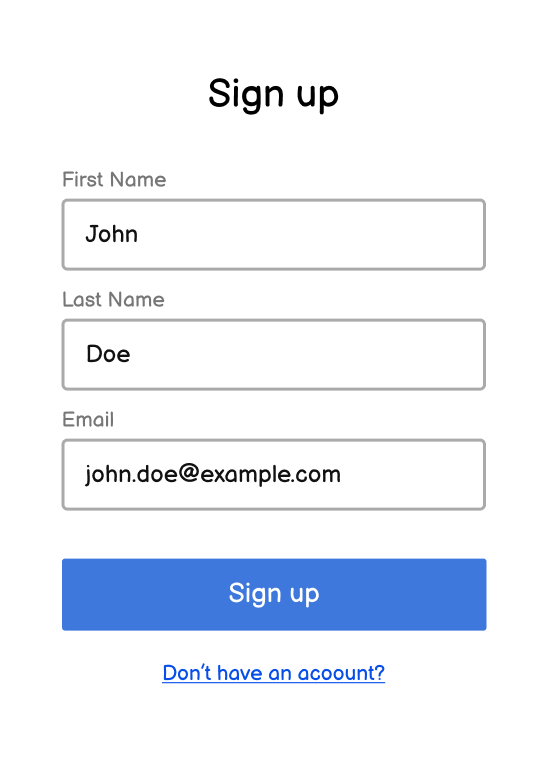 Sign up
First Name
John
Last Name
Doe
Email
john.doe@example.com
Sign up
Don't have an acoount?